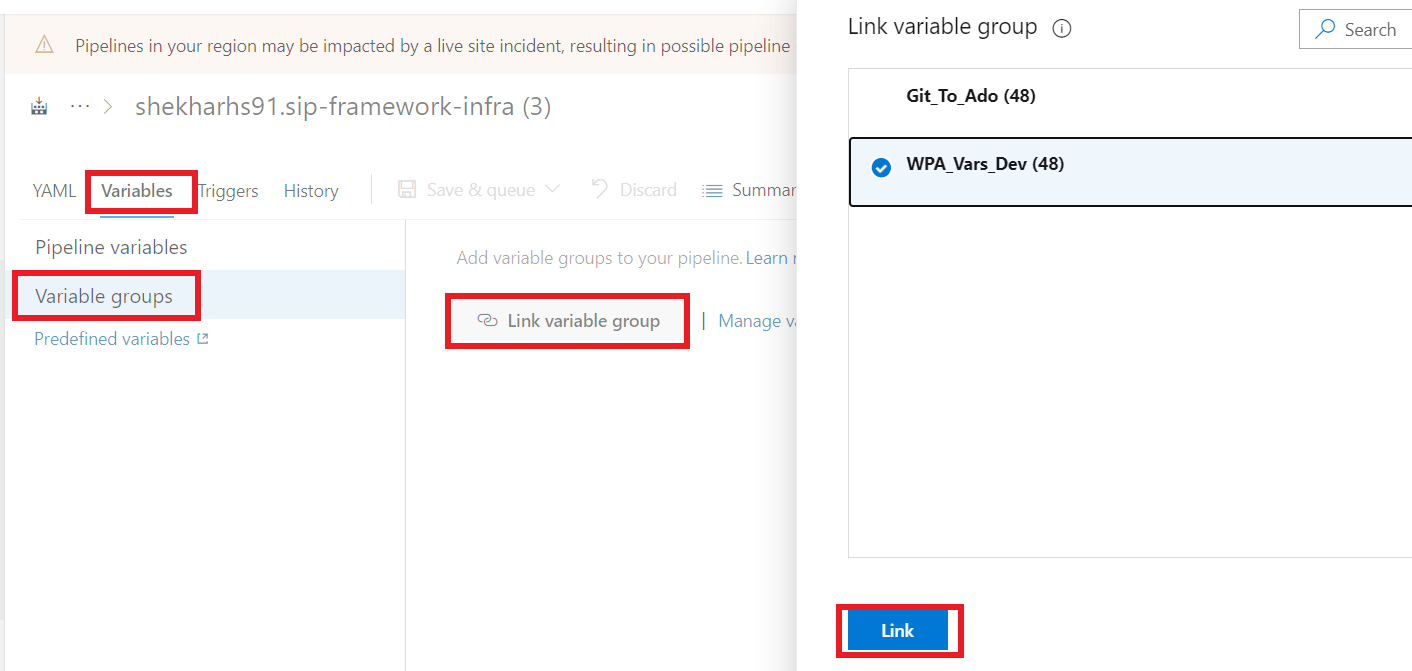 Pipelines in your region may be impacted by a live site incident, resulting in possible pipeline
shekharhs91.sip-framework-infra (3)
YAML Variables Triggers History Save & queue Discard Summar
Pipeline variables
Variable groups
Predefined variables
Add variable groups to your pipeline. Learn
Link variable group | Manage va
Link variable group
Search
Git_To_Ado (48)
WPA_Vars_Dev (48)
Link